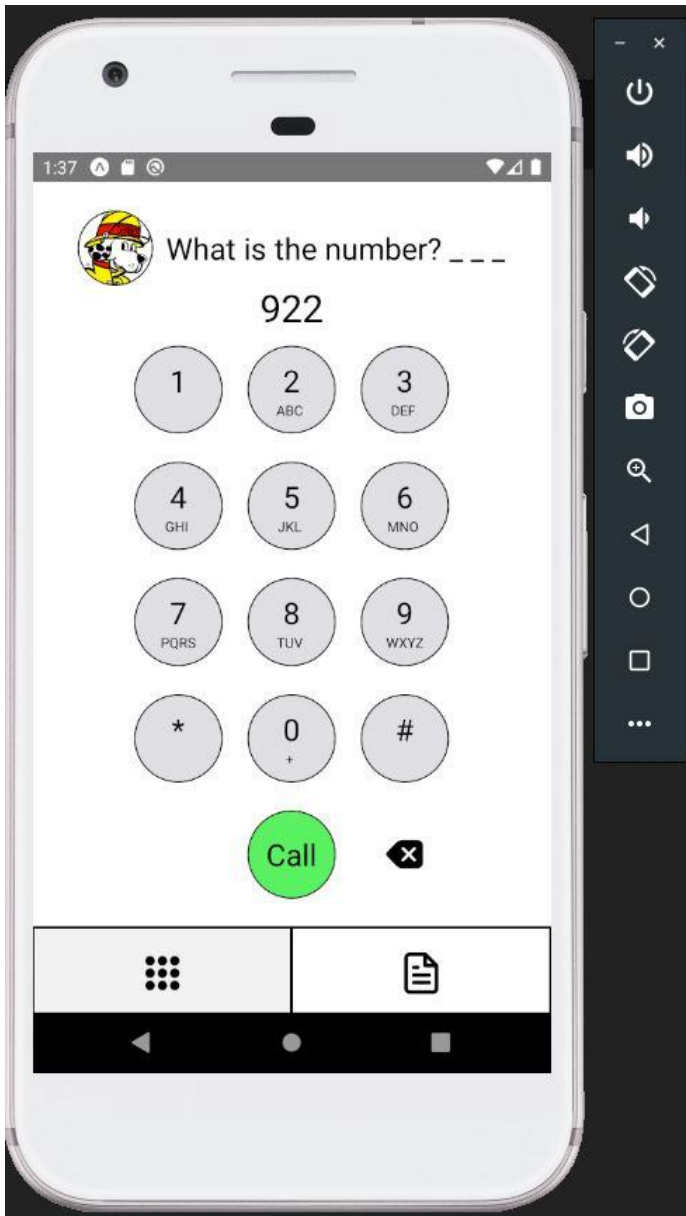 1:37
What is the number? _ _ _
922
1 2 3
ABC DEF
4 5 6
GHI JKL MNO
7 8 9
PQRS TUV WXYZ
* 0 #
+
Call